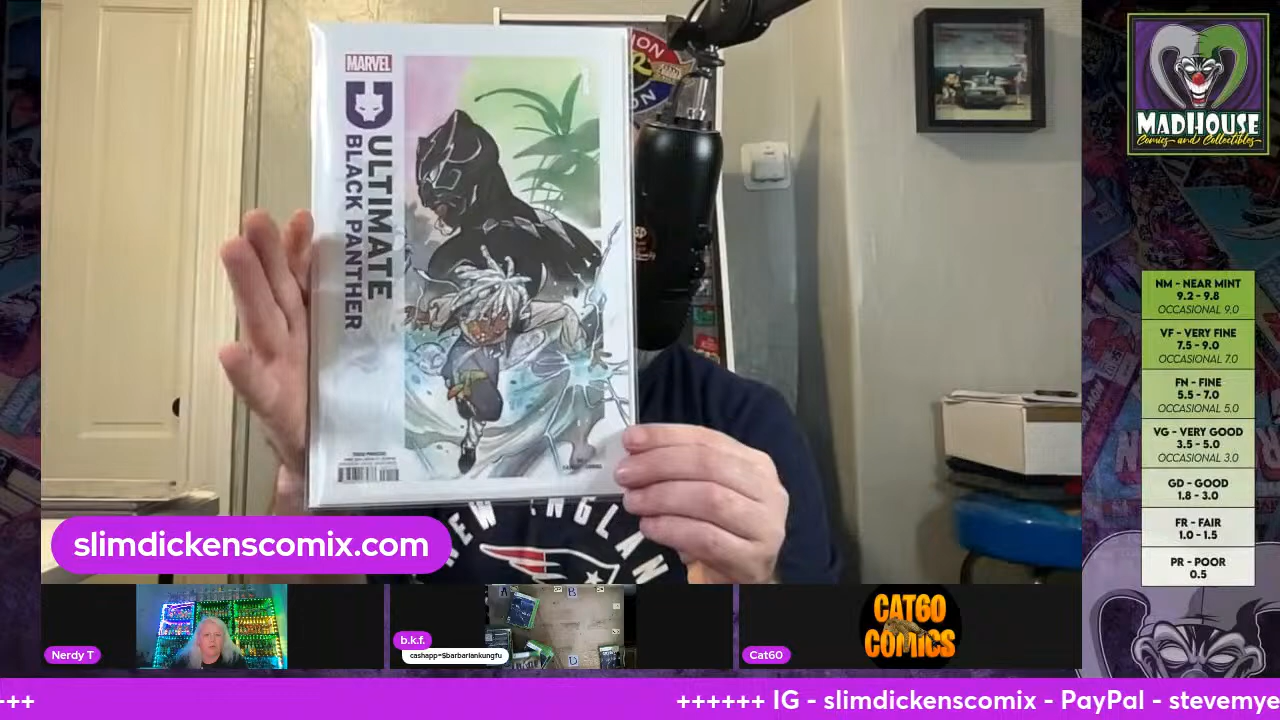 MARVEL
ULTIMATE
BLACK PANTHER
NEW ENGLAN
slimdickenscomix.com
MADHOUSE
Comics and Collectibles
NM - NEAR MINT
9.2 - 9.8
OCCASIONAL 9.0
VF - VERY FINE
7.5 - 9.0
OCCASIONAL 7.0
FN - FINE
5.5 - 7.0
OCCASIONAL 5.0
VG - VERY GOOD
3.5 - 5.0
OCCASIONAL 3.0
GD - GOOD
1.8 - 3.0
FR - FAIR
1.0 - 1.5
PR - POOR
0.5
Nerdy T
A
B
D
b.k.f.
cashapp=$barbariankungfu
CAT60
COMICS
Cat60
+++
++++++ IG - slimdickenscomix - PayPal - stevemye